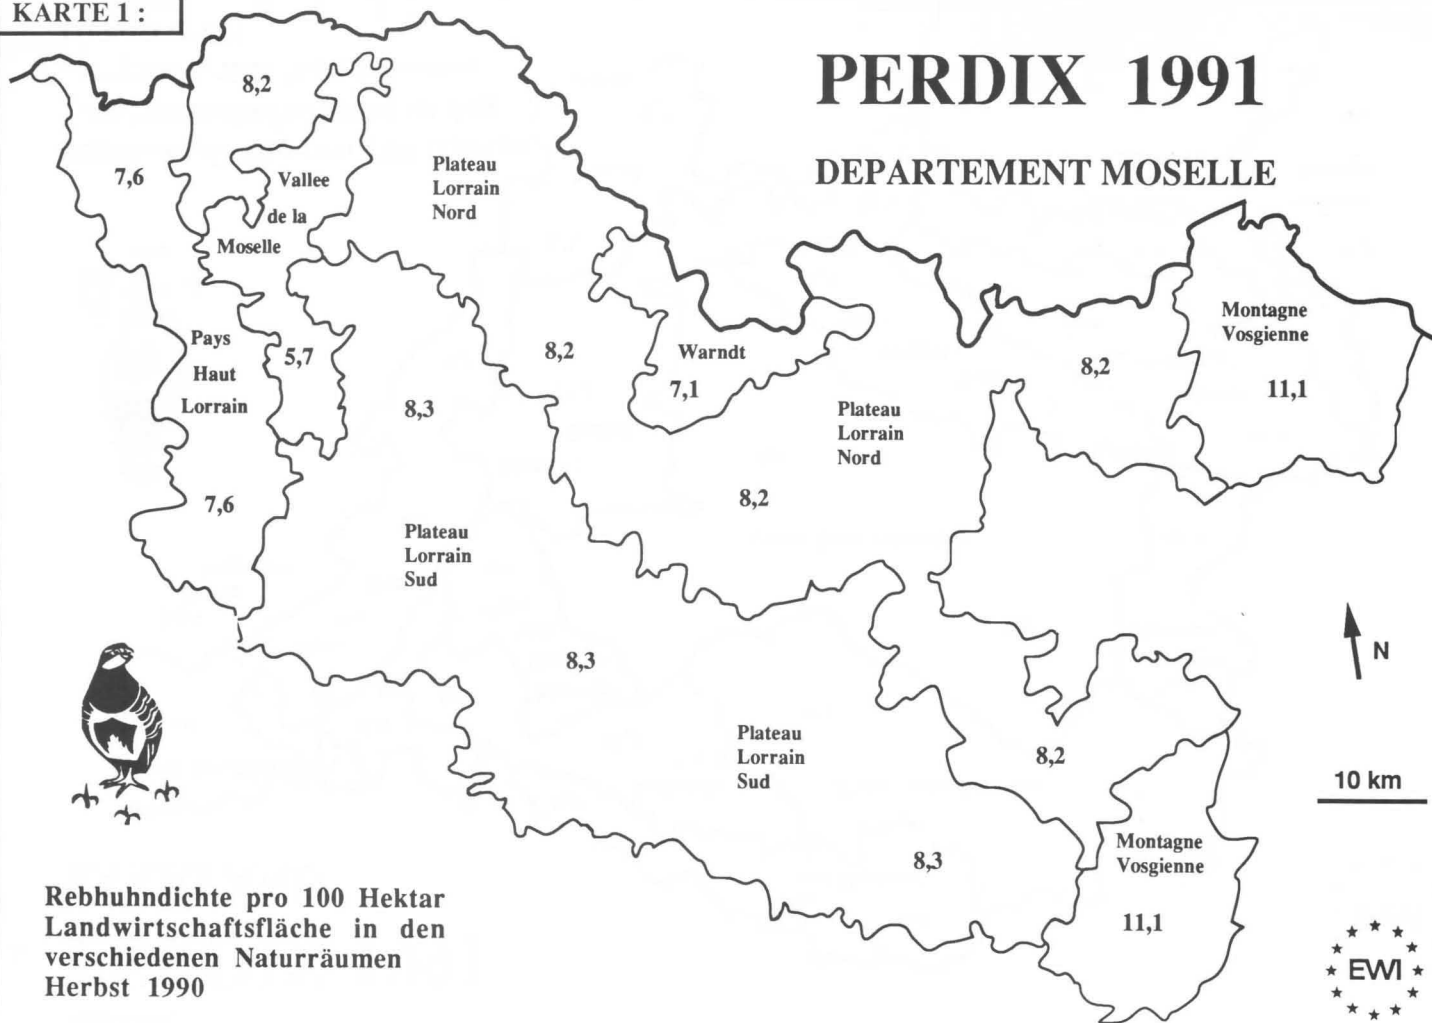 KARTE 1 :
PERDIX 1991
DEPARTEMENT MOSELLE
8,2
7,6
Vallee
de la
Moselle
Plateau
Lorrain
Nord
Pays
Haut
Lorrain
5,7
8,3
8,2
Warndt
7,1
8,2
Montagne
Vosgienne
11,1
Plateau
Lorrain
Nord
8,2
7,6
Plateau
Lorrain
Sud
8,3
N
Plateau
Lorrain
Sud
8,2
10 km
8,3
Montagne
Vosgienne
11,1
Rebhuhndichte pro 100 Hektar
Landwirtschaftsfläche in den
verschiedenen Naturräumen
Herbst 1990
EWI